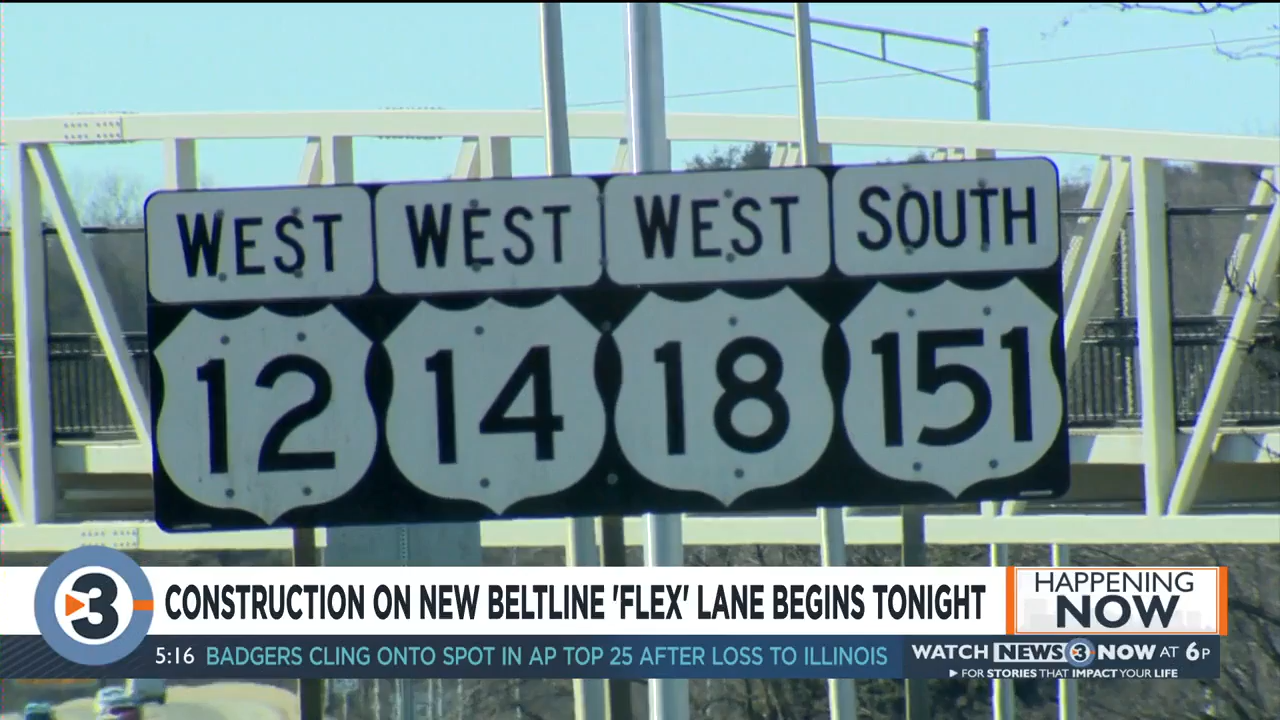 WEST WEST WEST SOUTH
12 14 18 151
3 CONSTRUCTION ON NEW BELTLINE 'FLEX' LANE BEGINS TONIGHT
HAPPENING
NOW
5:16 BADGERS CLING ONTO SPOT IN AP TOP 25 AFTER LOSS TO ILLINOIS
WATCH NEWS 3 NOW AT 6P
▶ FOR STORIES THAT IMPACT YOUR LIFE